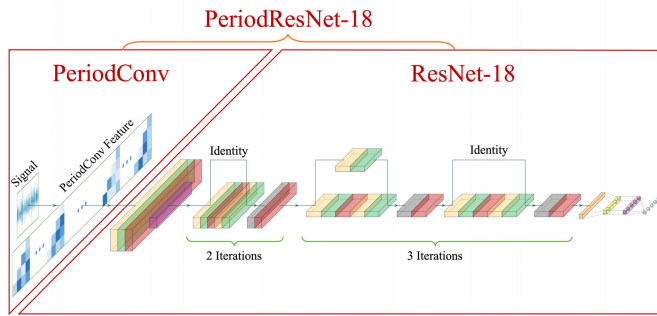 PeriodResNet-18
PeriodConv
ResNet-18
Signal
PeriodConv Feature
Identity
Identity
2 Iterations
3 Iterations